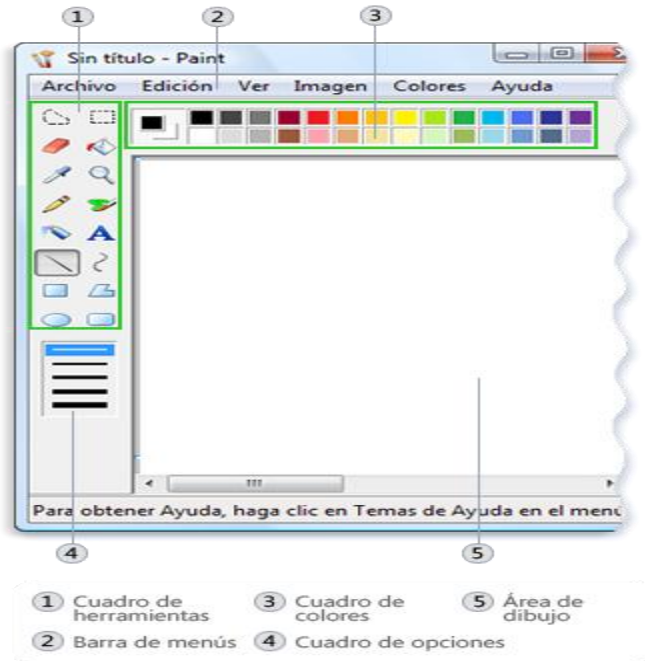 1 2 3
Sin título - Paint
Archivo Edición Ver Imagen Colores Ayuda
A
Para obtener Ayuda, haga clic en Temas de Ayuda en el menú
4 5
1 Cuadro de herramientas
3 Cuadro de colores
5 Área de dibujo
2 Barra de menús
4 Cuadro de opciones